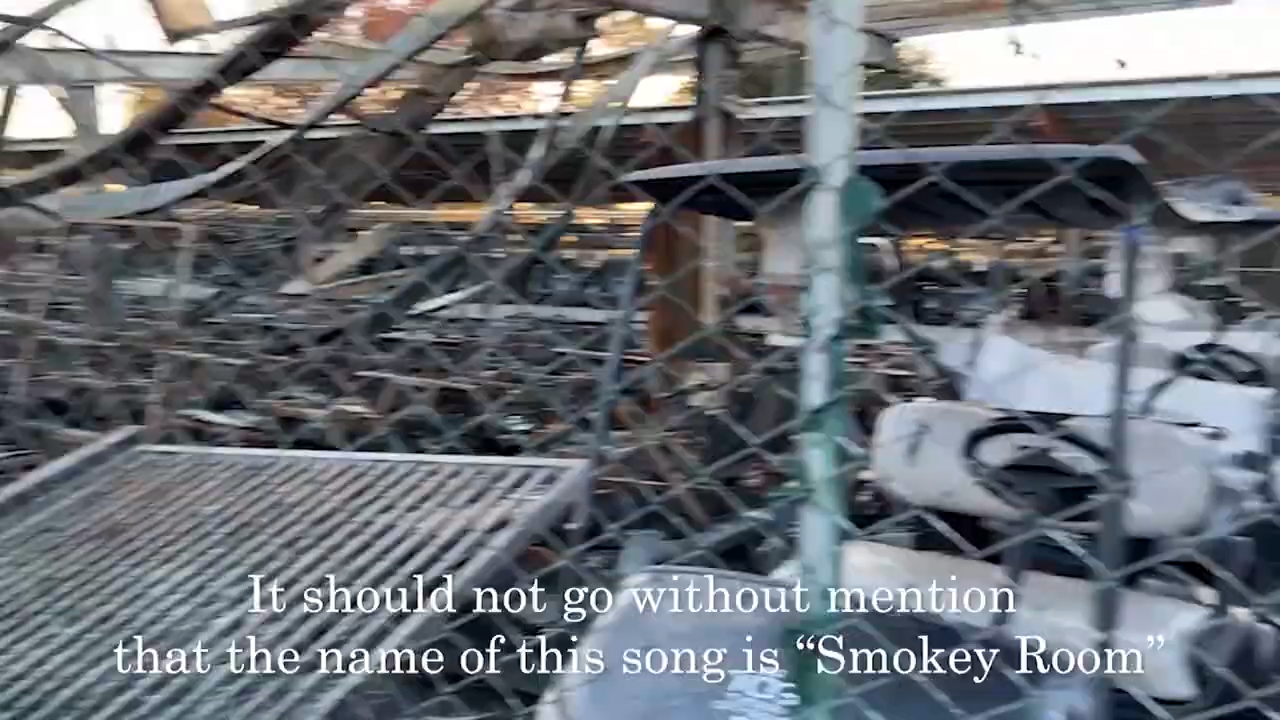 It should not go without mention
that the name of this song is “Smokey Room”